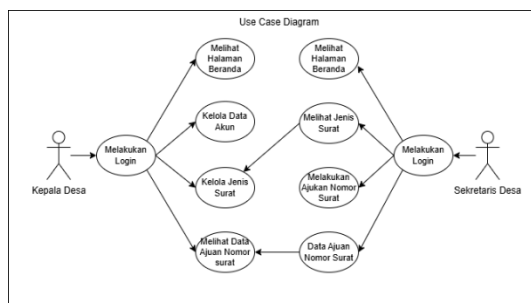 Use Case Diagram
Melihat
Halaman
Beranda
Melihat
Halaman
Beranda
Kelola Data
Akun
Melihat Jenis
Surat
Melakukan
Login
Melakukan
Login
Kepala Desa
Sekretaris Desa
Kelola Jenis
Surat
Melakukan
Ajukan Nomor
Surat
Melihat Data
Ajuan Nomor
surat
Data Ajuan
Nomor Surat